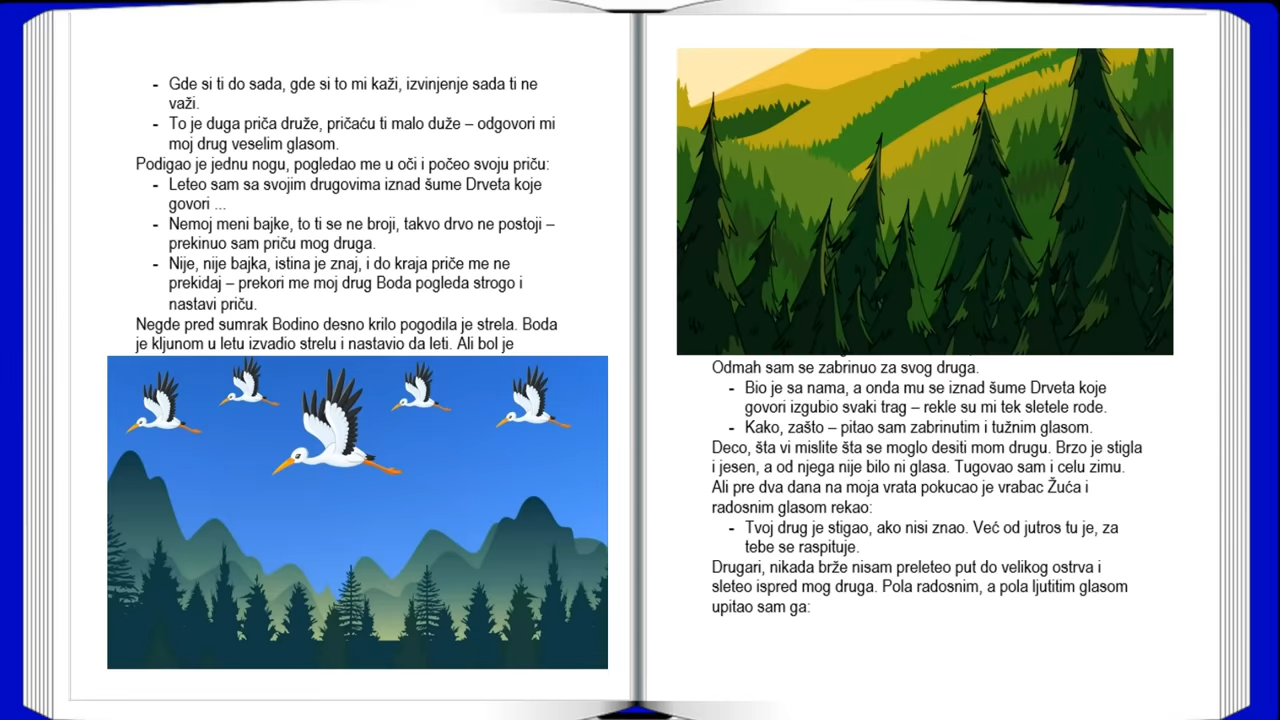 - Gde si ti do sada, gde si to mi kaži, izvinjenje sada ti ne
važi.
- To je duga priča druže, pričaću ti malo duže – odgovori mi
moj drug veselim glasom.
Podigao je jednu nogu, pogledao me u oči i počeo svoju priču:
- Leteo sam sa svojim drugovima iznad šume Drveta koje
govori ...
- Nemoj meni bajke, to ti se ne broji, takvo drvo ne postoji –
prekinuo sam priču mog druga.
- Nije, nije bajka, istina je znaj, i do kraja priče me ne
prekidaj – prekori me moj drug Boda pogleda strogo i
nastavi priču.
Negde pred sumrak Bodino desno krilo pogodila je strela. Boda
je kljunom u letu izvadio strelu i nastavio da leti. Ali bol je
Odmah sam se zabrinuo za svog druga.
- Bio je sa nama, a onda mu se iznad šume Drveta koje
govori izgubio svaki trag – rekle su mi tek sletele rode.
- Kako, zašto – pitao sam zabrinutim i tužnim glasom.
Deco, šta vi mislite šta se moglo desiti mom drugu. Brzo je stigla
i jesen, a od njega nije bilo ni glasa. Tugovao sam i celu zimu.
Ali pre dva dana na moja vrata pokucao je vrabac Žuća i
radosnim glasom rekao:
- Tvoj drug je stigao, ako nisi znao. Već od jutros tu je, za
tebe se raspituje.
Drugari, nikada brže nisam preleteo put do velikog ostrva i
sleteo ispred mog druga. Pola radosnim, a pola ljutitim glasom
upitao sam ga: